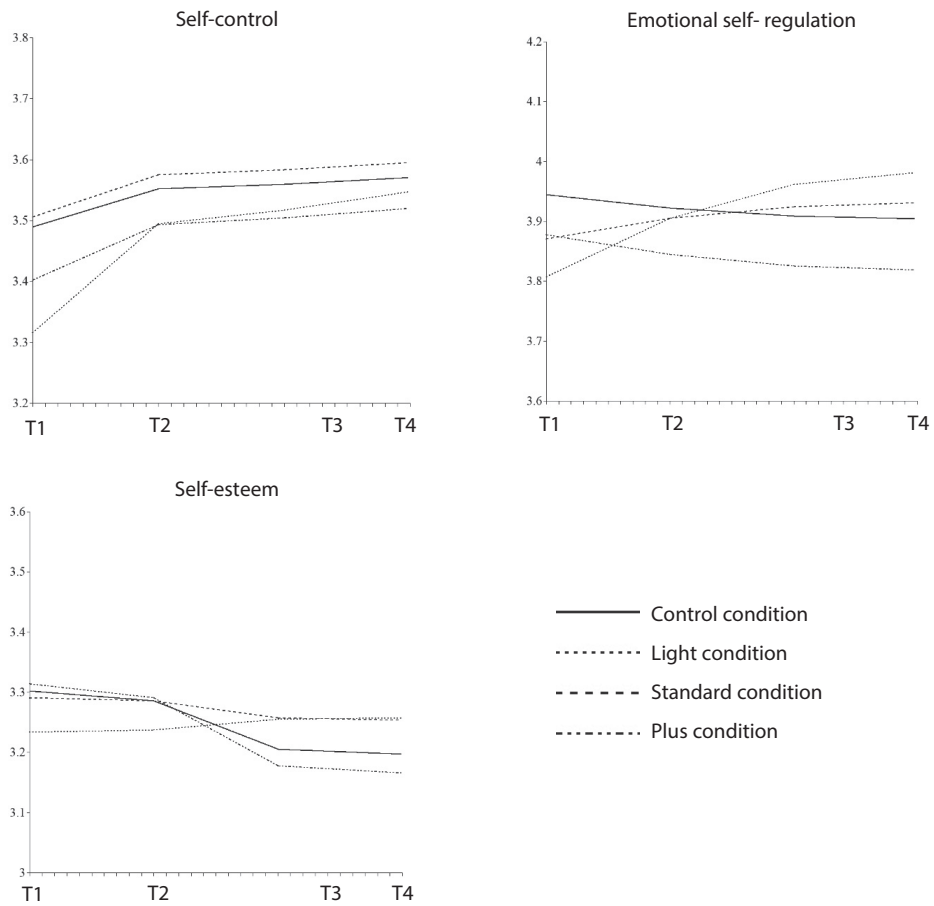 Self-control
3.8
3.7
3.6
3.5
3.4
3.3
3.2
T1 T2 T3 T4
Emotional self- regulation
4.2
4.1
4
3.9
3.8
3.7
3.6
T1 T2 T3 T4
Self-esteem
3.6
3.5
3.4
3.3
3.2
3.1
3
T1 T2 T3 T4
Control condition
Light condition
Standard condition
Plus condition